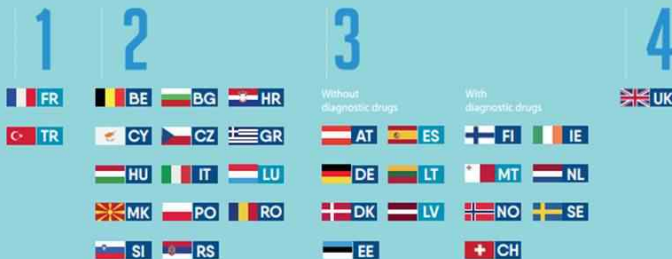 1 2 3 4
Without With
diagnostic drugs diagnostic drugs
FR BE BG HR UK
TR CY CZ GR AT ES FI IE
HU IT LU DE LT MT NL
MK PO RO DK LV NO SE
SI RS EE CH